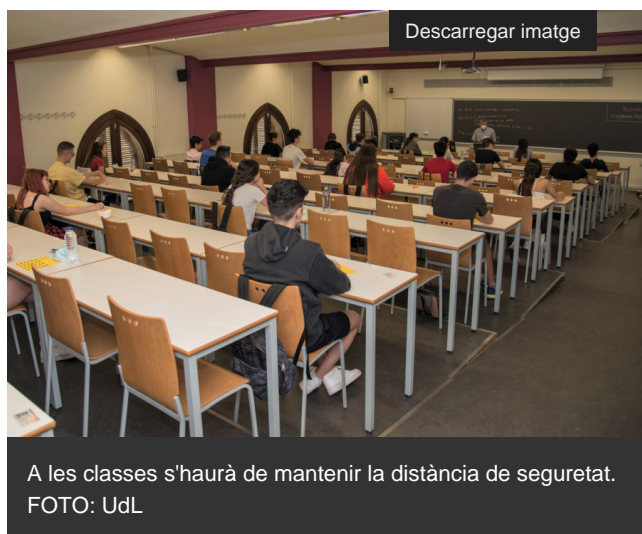 Descarregar imatge
A les classes s'haurà de mantenir la distància de seguretat.
FOTO: UdL